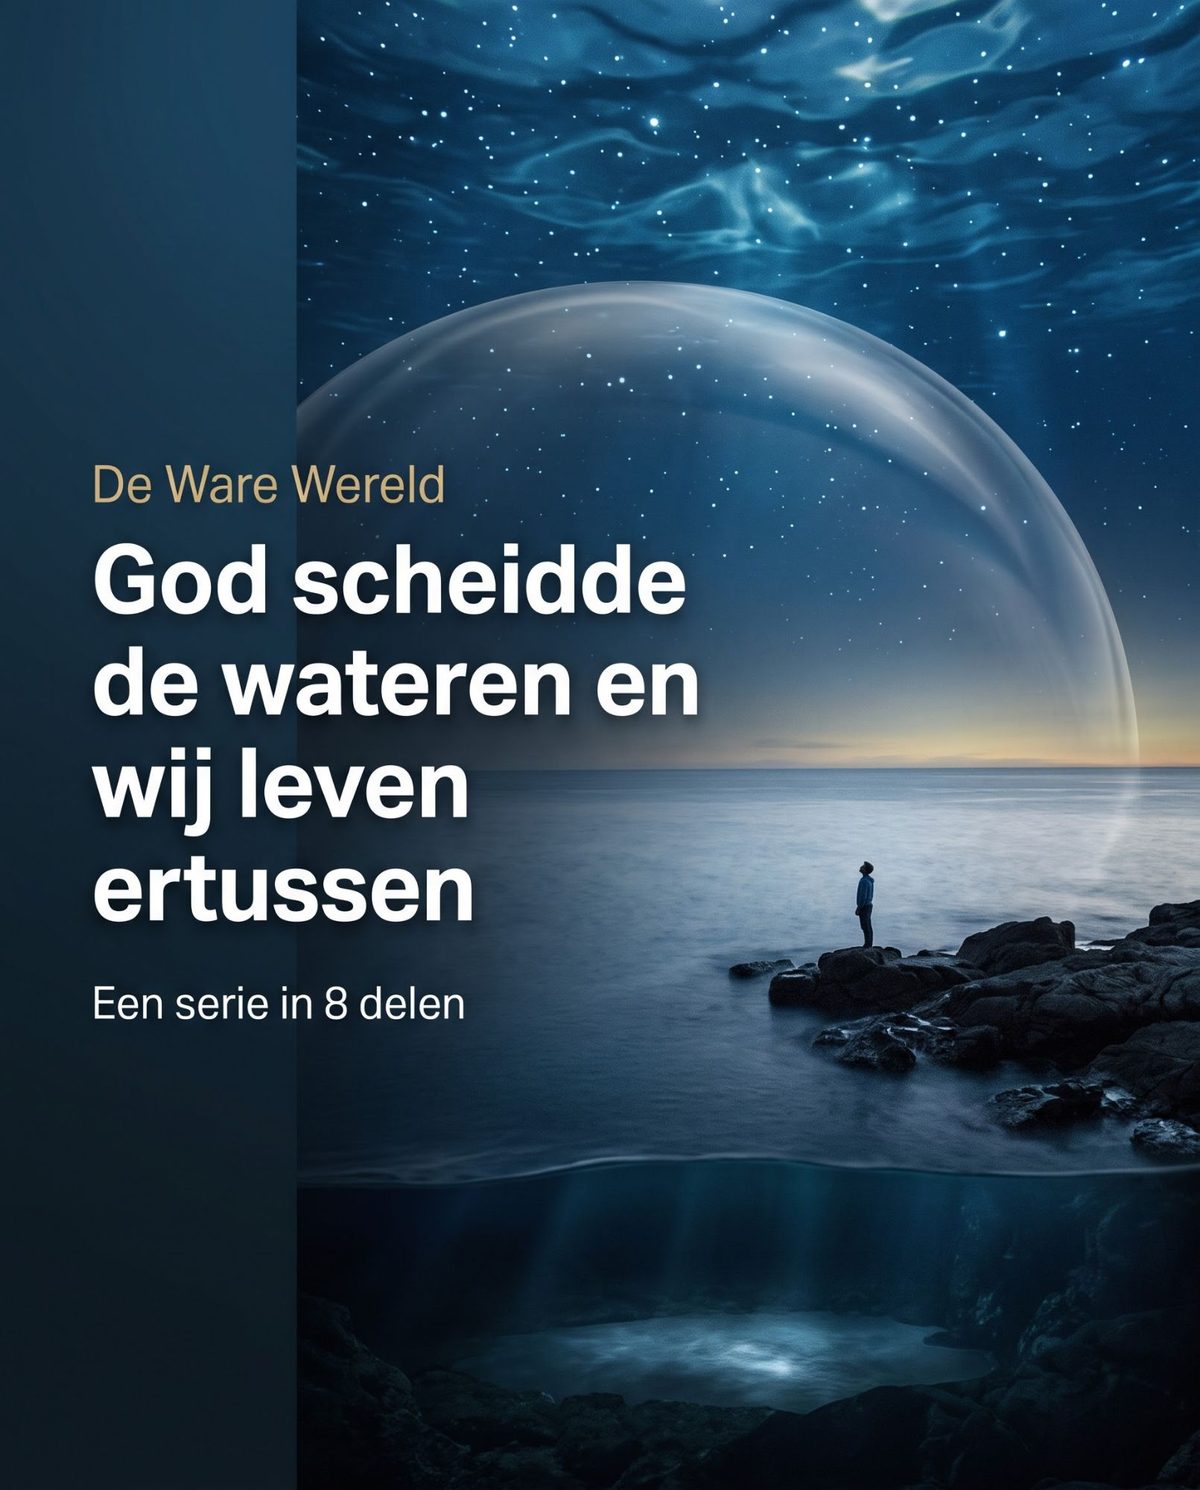 De Ware Wereld
God scheidde
de wateren en
wij leven
ertussen
Een serie in 8 delen